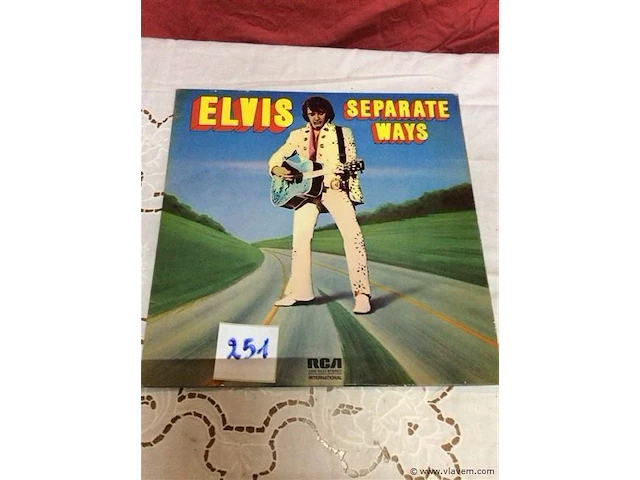 ELVIS
SEPARATE
WAYS
251
RCA
INTERNATIONAL
© www.vlavem.com